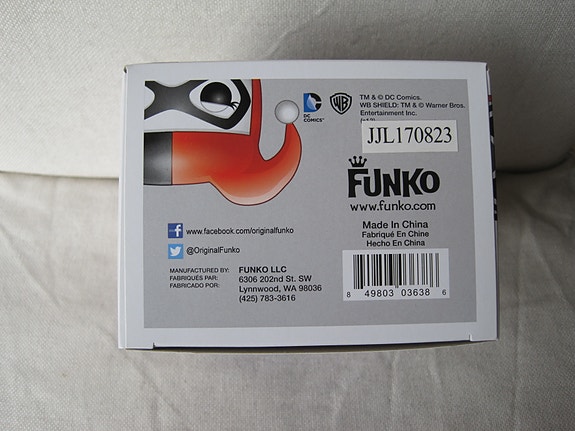 DC
DC
COMICS™
WB
TM & © DC Comics.
WB SHIELD: TM & © Warner Bros.
Entertainment Inc.
JJL170823
FUNKO
www.funko.com
Made In China
Fabriqué En Chine
Hecho En China
www.facebook.com/originalfunko
@OriginalFunko
MANUFACTURED BY: FUNKO LLC
FABRIQUÉS PAR: 6306 202nd St. SW
FABRICADO POR: Lynnwood, WA 98036
(425) 783-3616
8 49803 03638 6